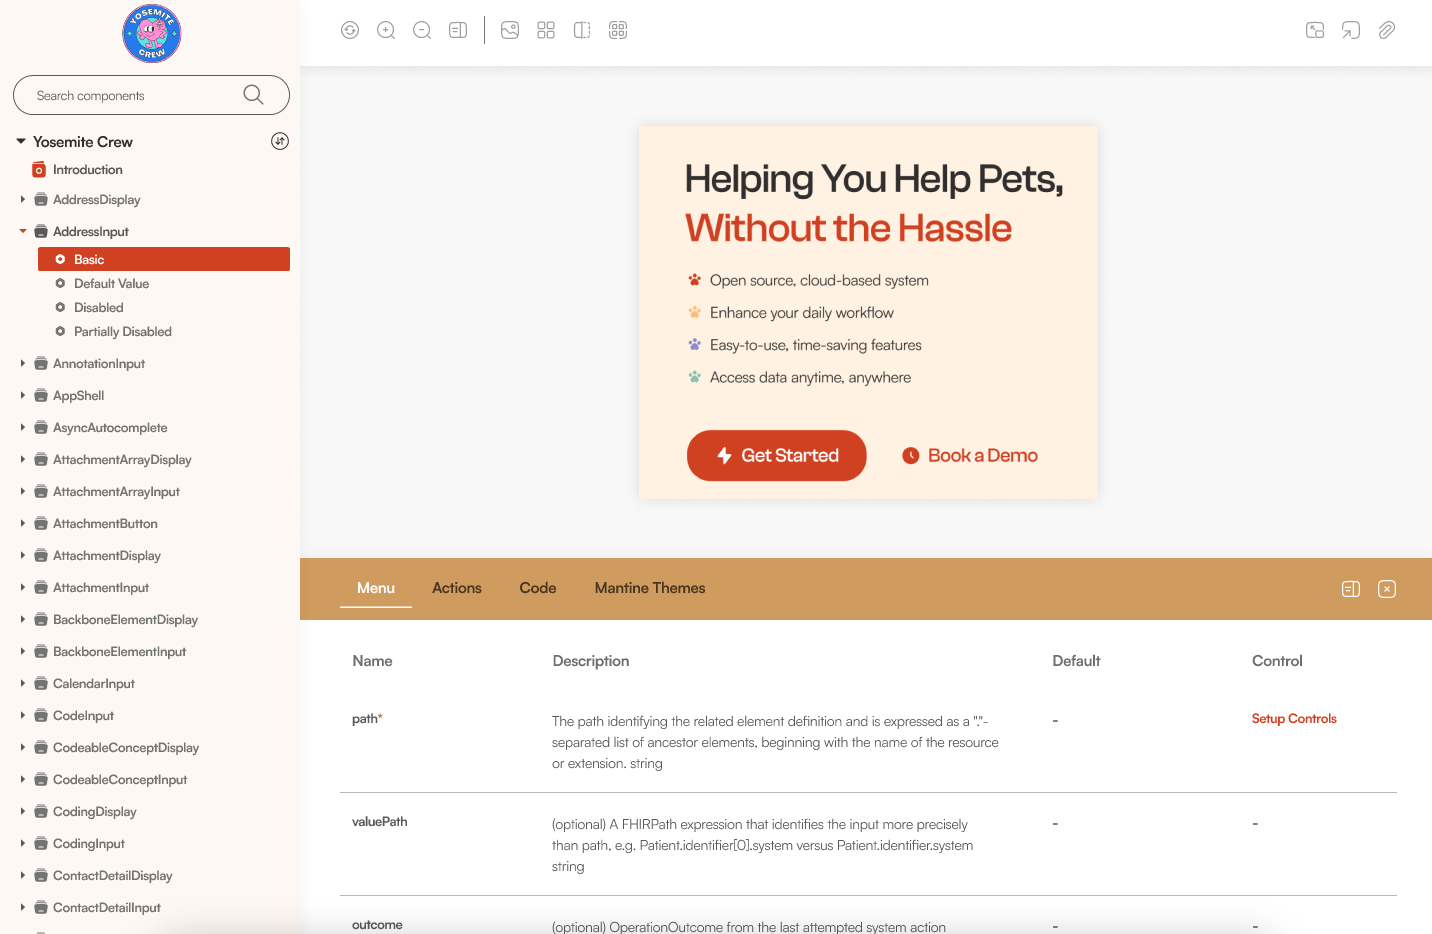 YOSEMITE
CREW
Search components
Yosemite Crew
Introduction
AddressDisplay
AddressInput
Basic
Default Value
Disabled
Partially Disabled
AnnotationInput
AppShell
AsyncAutocomplete
AttachmentArrayDisplay
AttachmentArrayInput
AttachmentButton
AttachmentDisplay
AttachmentInput
BackboneElementDisplay
BackboneElementInput
CalendarInput
CodeInput
CodeableConceptDisplay
CodeableConceptInput
CodingDisplay
CodingInput
ContactDetailDisplay
ContactDetailInput
Helping You Help Pets,
Without the Hassle
Open source, cloud-based system
Enhance your daily workflow
Easy-to-use, time-saving features
Access data anytime, anywhere
Get Started
Book a Demo
Menu Actions Code Mantine Themes
Name Description Default Control
path* The path identifying the related element definition and is expressed as a "."- - Setup Controls
separated list of ancestor elements, beginning with the name of the resource
or extension. string
valuePath (optional) A FHIRPath expression that identifies the input more precisely - -
than path, e.g. Patient.identifier[0].system versus Patient.identifier.system
string
outcome (optional) OperationOutcome from the last attempted system action - -